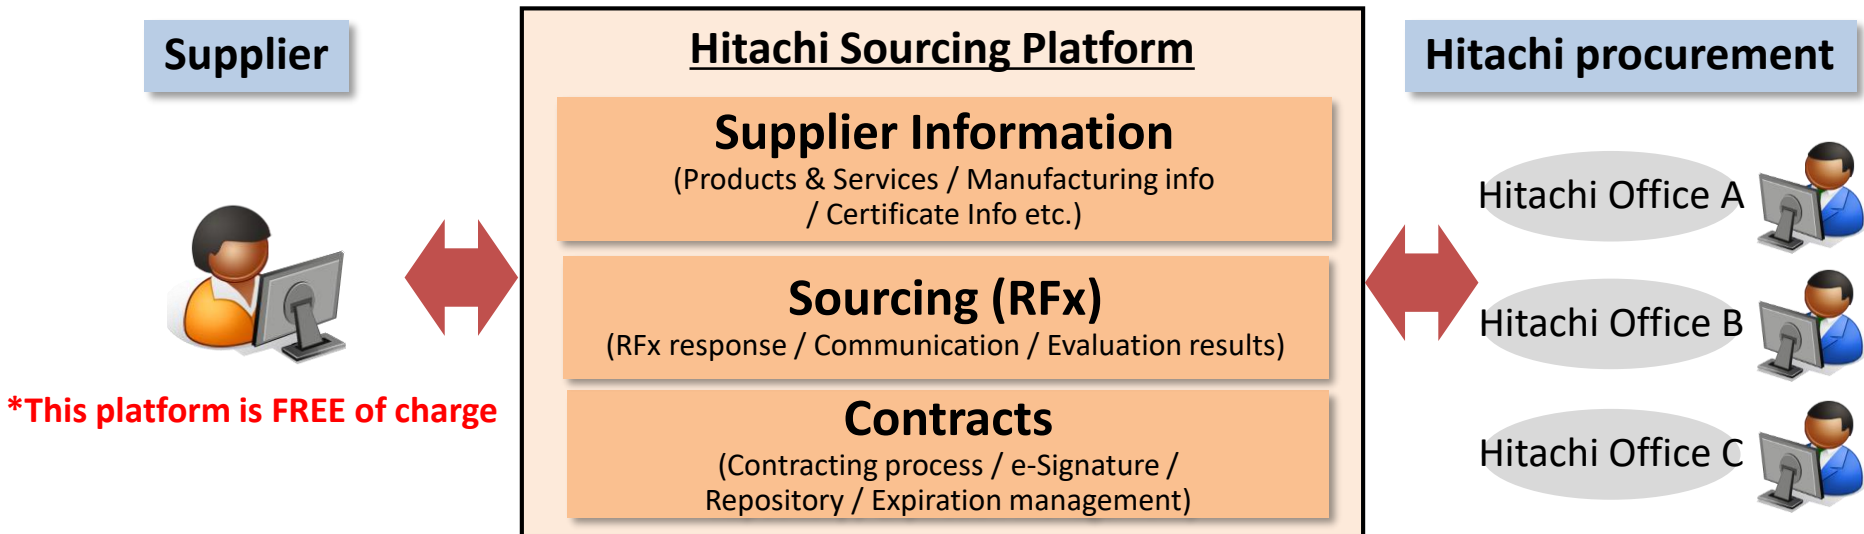 Supplier
*This platform is FREE of charge
Hitachi Sourcing Platform
Supplier Information
(Products & Services / Manufacturing info
/ Certificate Info etc.)
Sourcing (RFx)
(RFx response / Communication / Evaluation results)
Contracts
(Contracting process / e-Signature /
Repository / Expiration management)
Hitachi procurement
Hitachi Office A
Hitachi Office B
Hitachi Office C